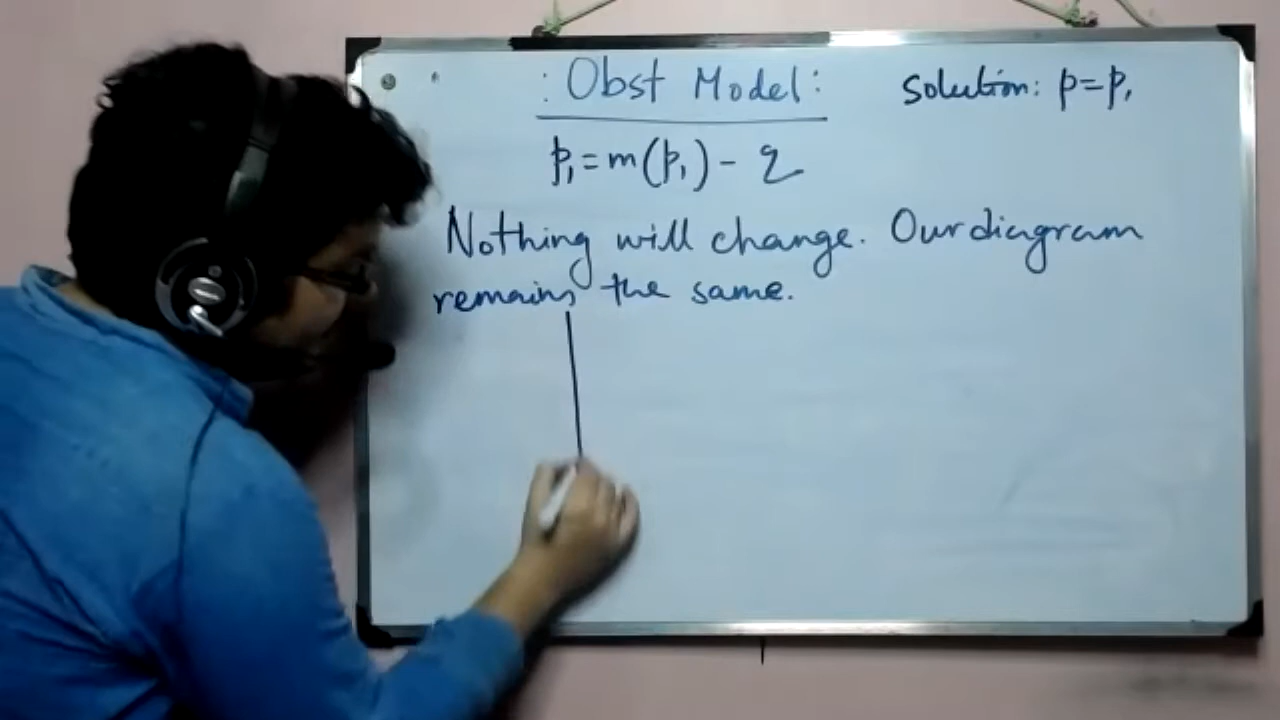 : Obst Model:
Solution: p=p₁
p₁=m(p₁) - q
Nothing will change. Our diagram
remains the same.